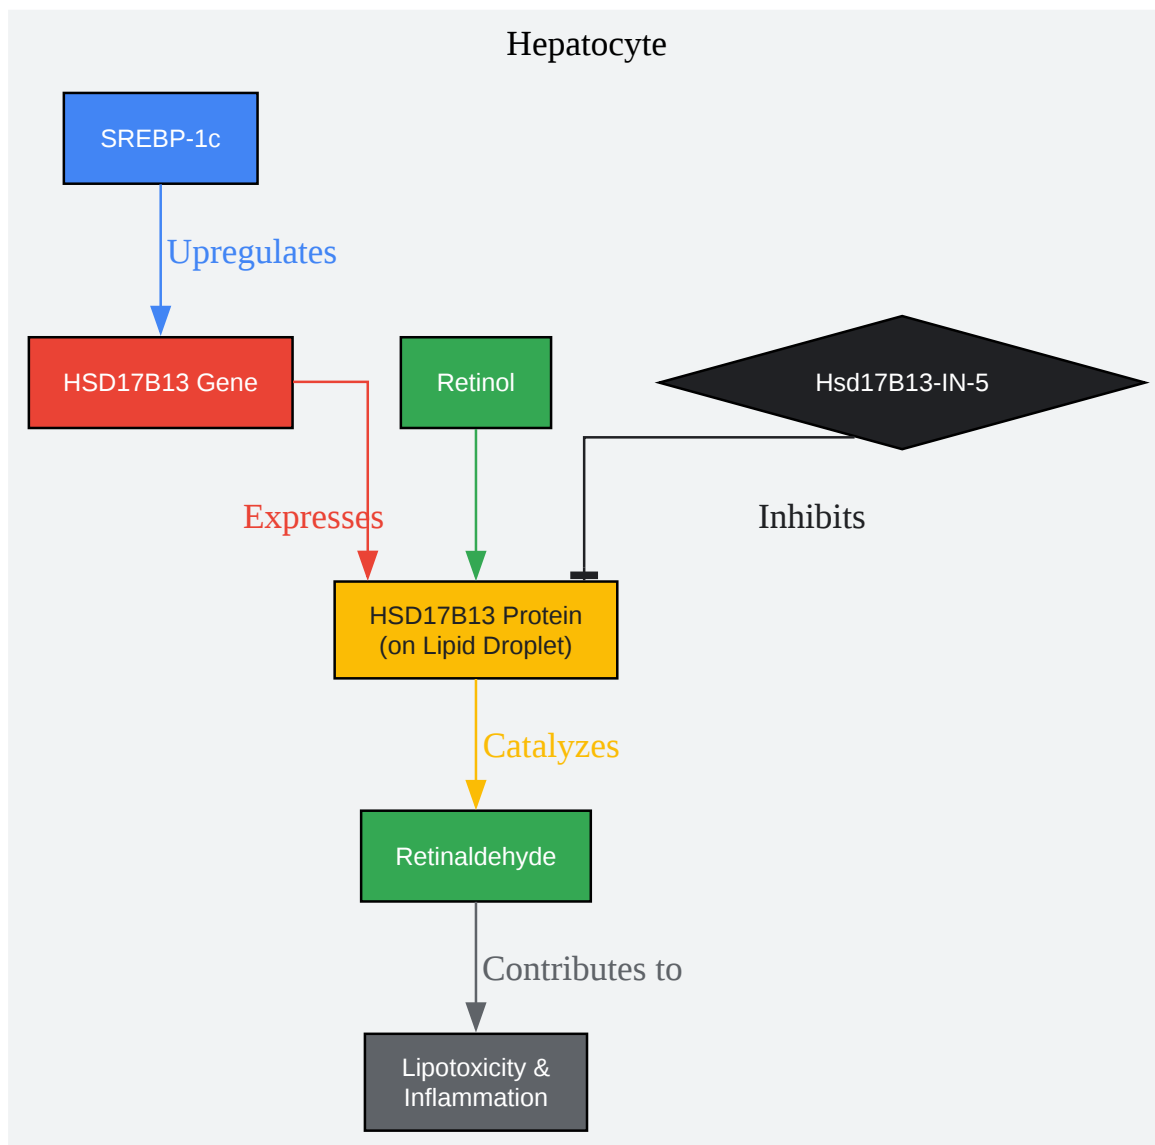 Hepatocyte
SREBP-1c
Upregulates
HSD17B13 Gene
Retinol
Hsd17B13-IN-5
Expresses
Inhibits
HSD17B13 Protein
(on Lipid Droplet)
Catalyzes
Retinaldehyde
Contributes to
Lipotoxicity &
Inflammation